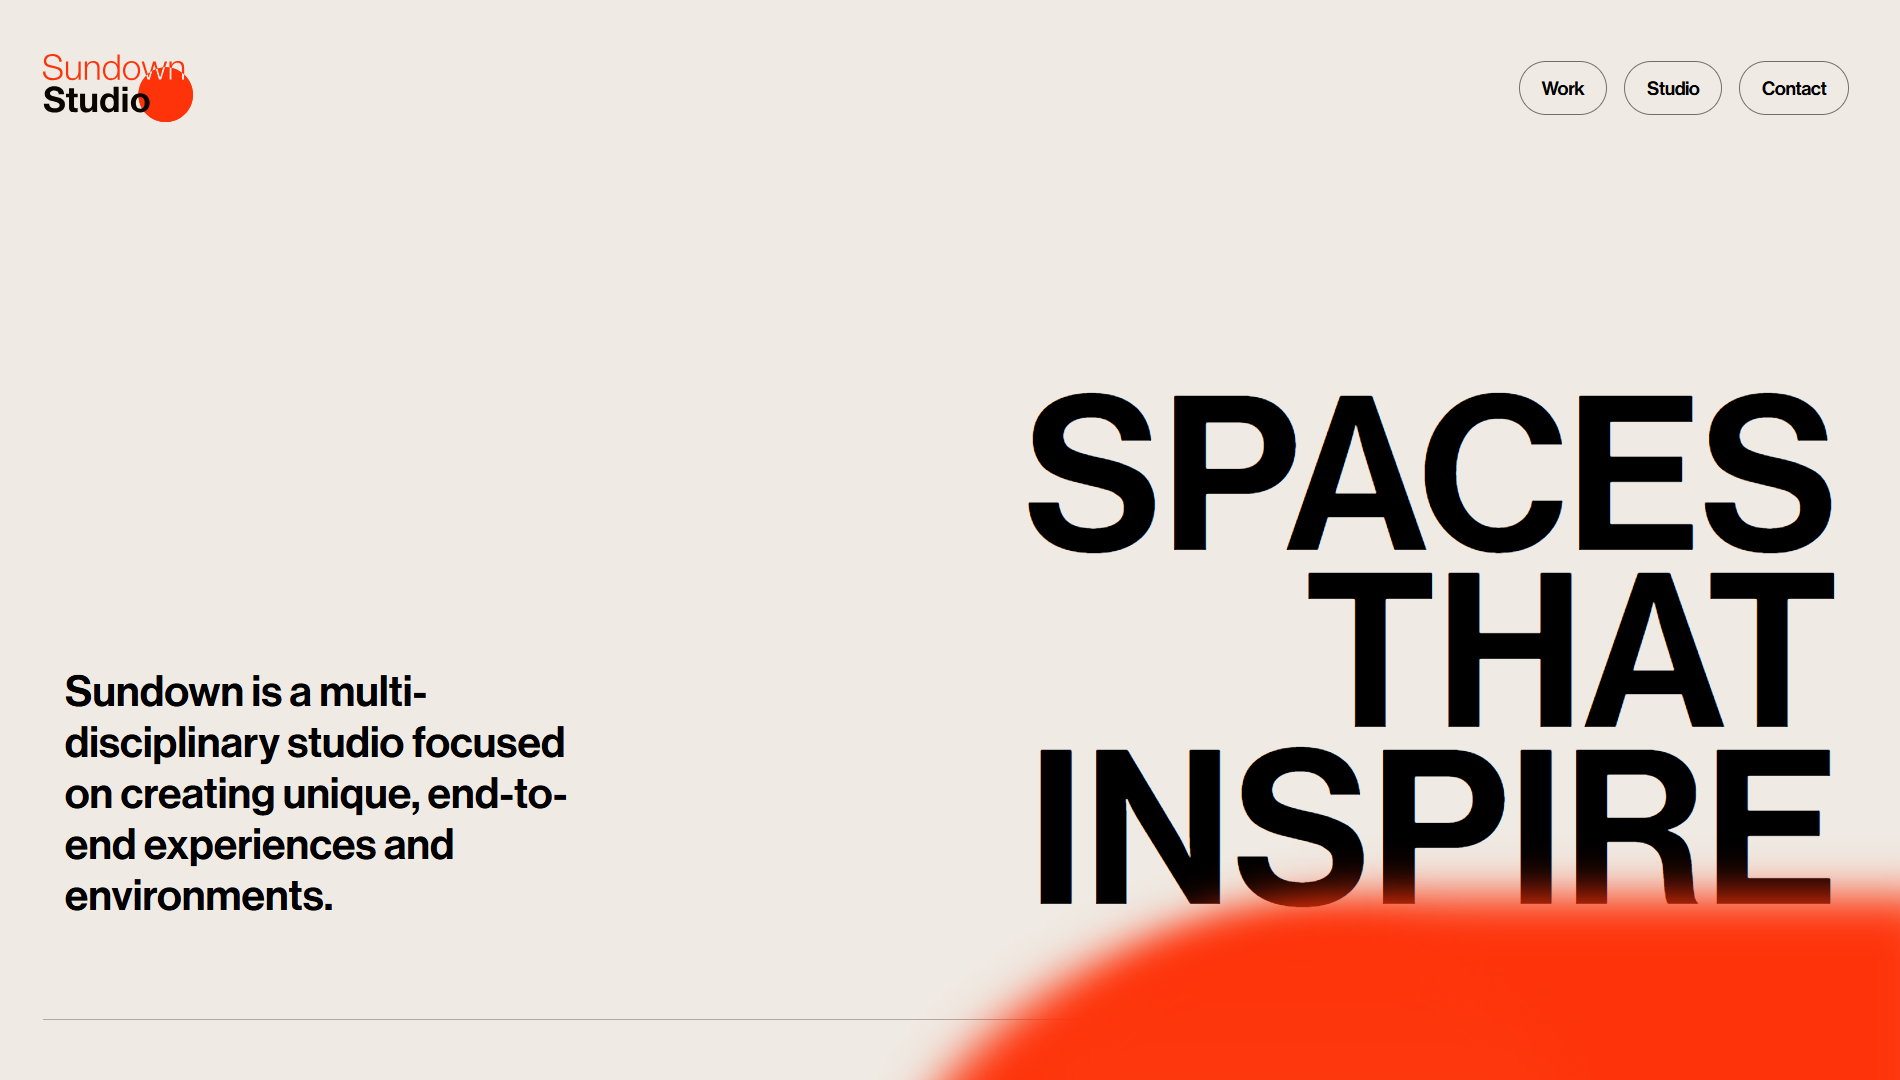 Sundown
Studio
Work
Studio
Contact
SPACES
THAT
INSPIRE
Sundown is a multi-
disciplinary studio focused
on creating unique, end-to-
end experiences and
environments.